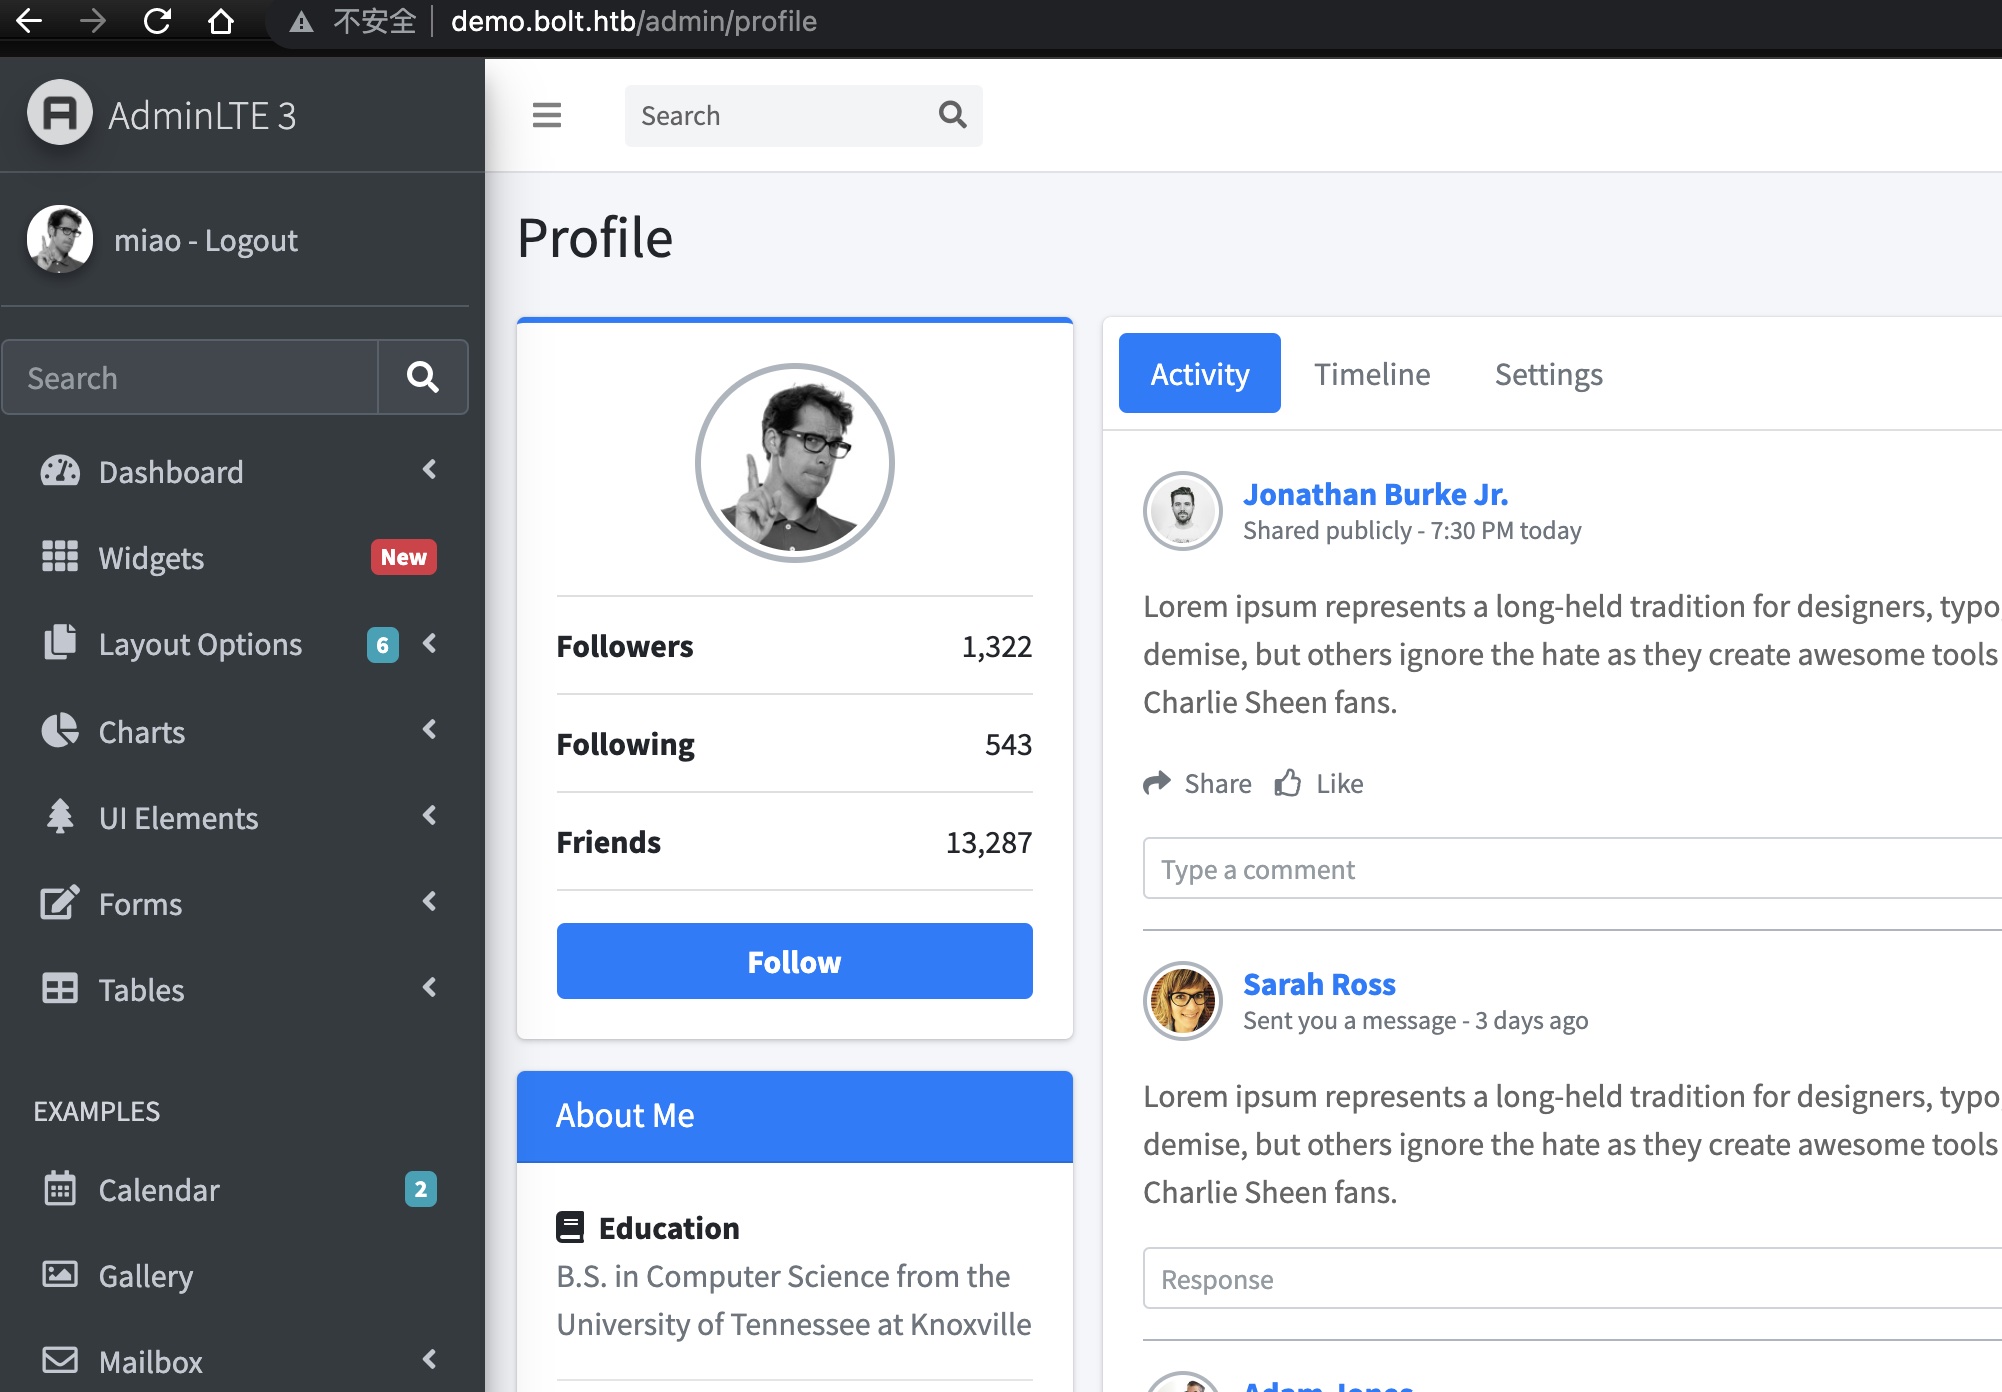 不安全 demo.bolt.htb/admin/profile
AdminLTE 3
miao - Logout
Search
Dashboard
Widgets New
Layout Options 6
Charts
UI Elements
Forms
Tables
EXAMPLES
Calendar 2
Gallery
Mailbox
Search
Profile
Followers 1,322
Following 543
Friends 13,287
Follow
About Me
Education
B.S. in Computer Science from the
University of Tennessee at Knoxville
Activity Timeline Settings
Jonathan Burke Jr.
Shared publicly - 7:30 PM today
Lorem ipsum represents a long-held tradition for designers, typo
demise, but others ignore the hate as they create awesome tools
Charlie Sheen fans.
Share Like
Type a comment
Sarah Ross
Sent you a message - 3 days ago
Lorem ipsum represents a long-held tradition for designers, typo
demise, but others ignore the hate as they create awesome tools
Charlie Sheen fans.
Response
Adam Jones